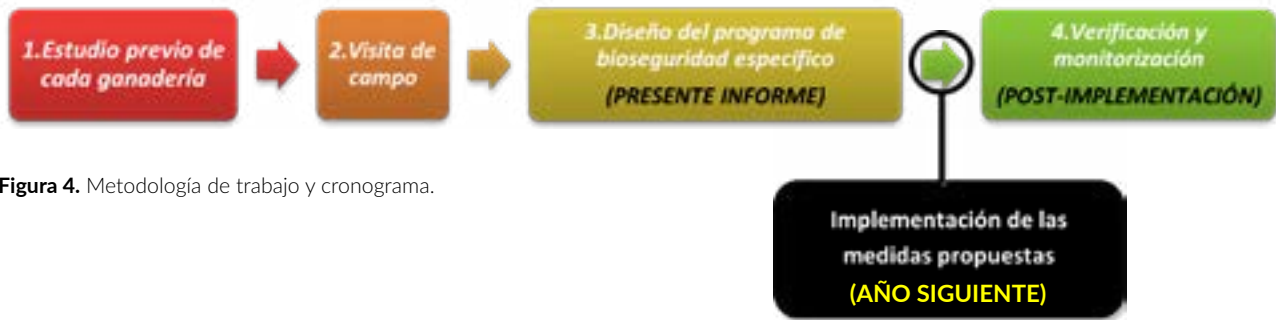 1.Estudio previo de
cada ganadería
2.Visita de
campo
3.Diseño del programa de
bioseguridad específico
(PRESENTE INFORME)
4.Verificación y
monitorización
(POST-IMPLEMENTACIÓN)
Figura 4. Metodología de trabajo y cronograma.
Implementación de las
medidas propuestas
(AÑO SIGUIENTE)